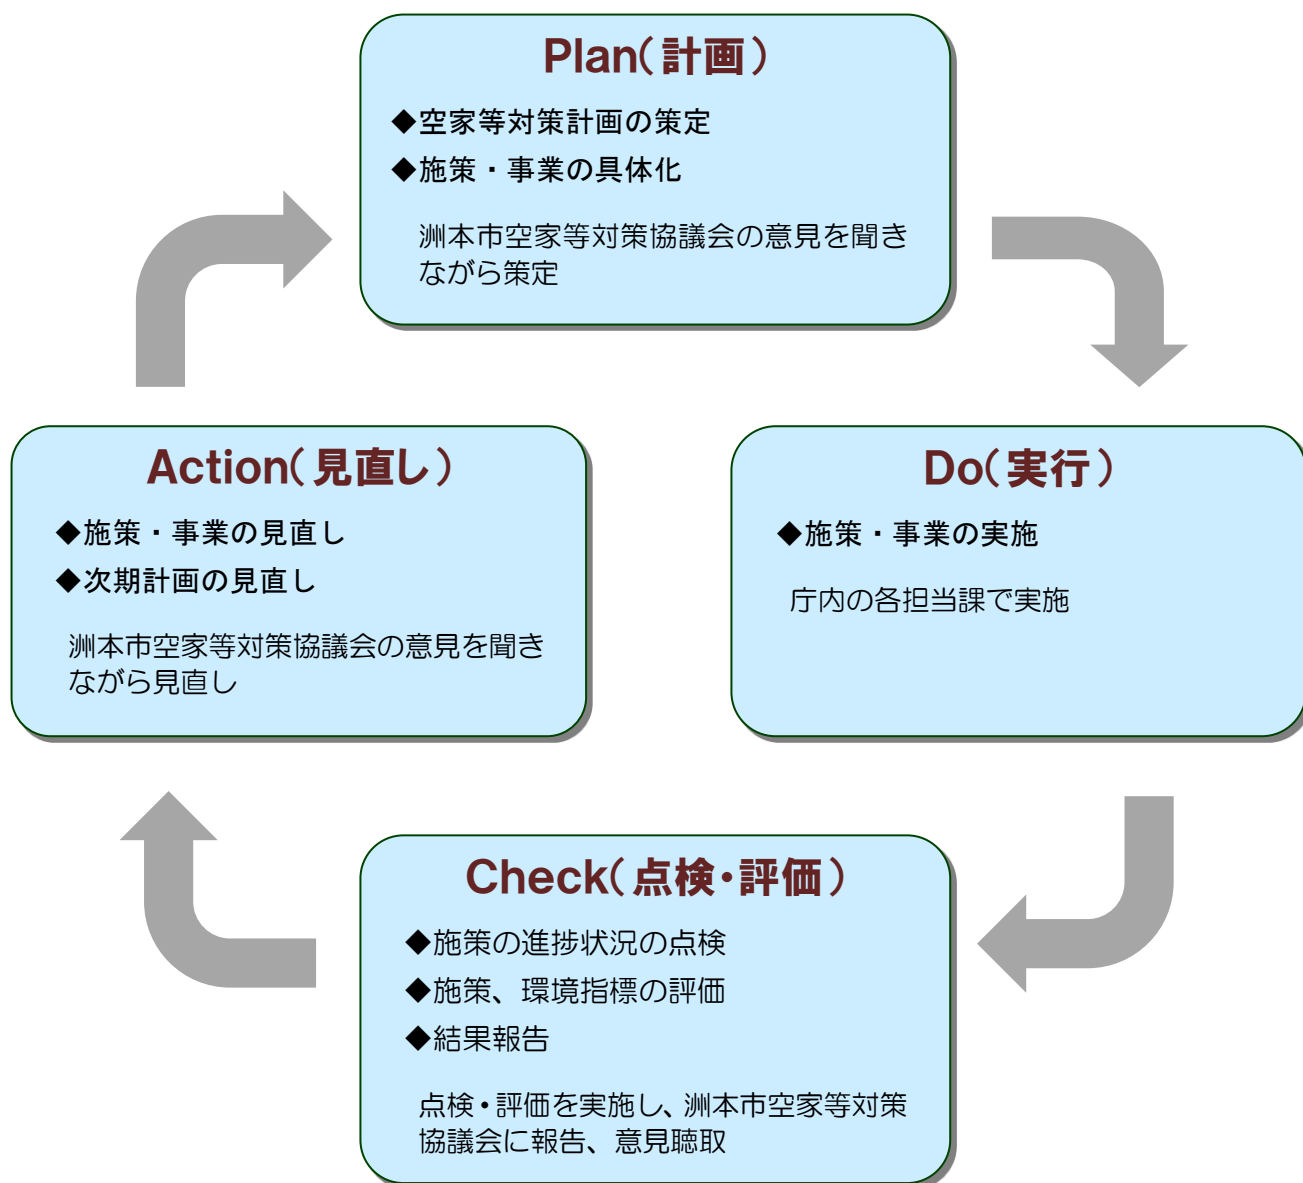 Plan(計画)
◆空家等対策計画の策定
◆施策・事業の具体化
洲本市空家等対策協議会の意見を聞き
ながら策定
Action(見直し)
◆施策・事業の見直し
◆次期計画の見直し
洲本市空家等対策協議会の意見を聞き
ながら見直し
Do(実行)
◆施策・事業の実施
庁内の各担当課で実施
Check(点検・評価)
◆施策の進捗状況の点検
◆施策、環境指標の評価
◆結果報告
点検・評価を実施し、洲本市空家等対策
協議会に報告、意見聴取